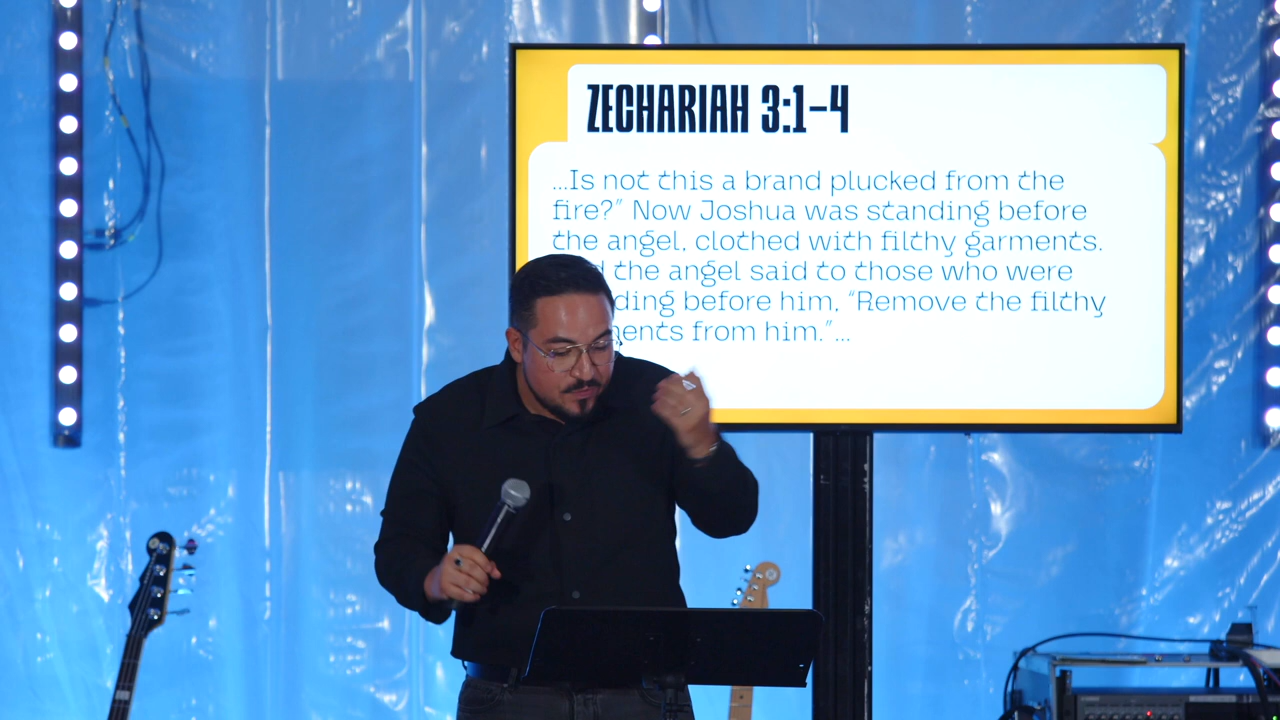 ZECHARIAH 3:1–4
...Is not this a brand plucked from the
fire?” Now Joshua was standing before
the angel, clothed with filthy garments.
the angel said to those who were
before him, “Remove the filthy
from him.”...